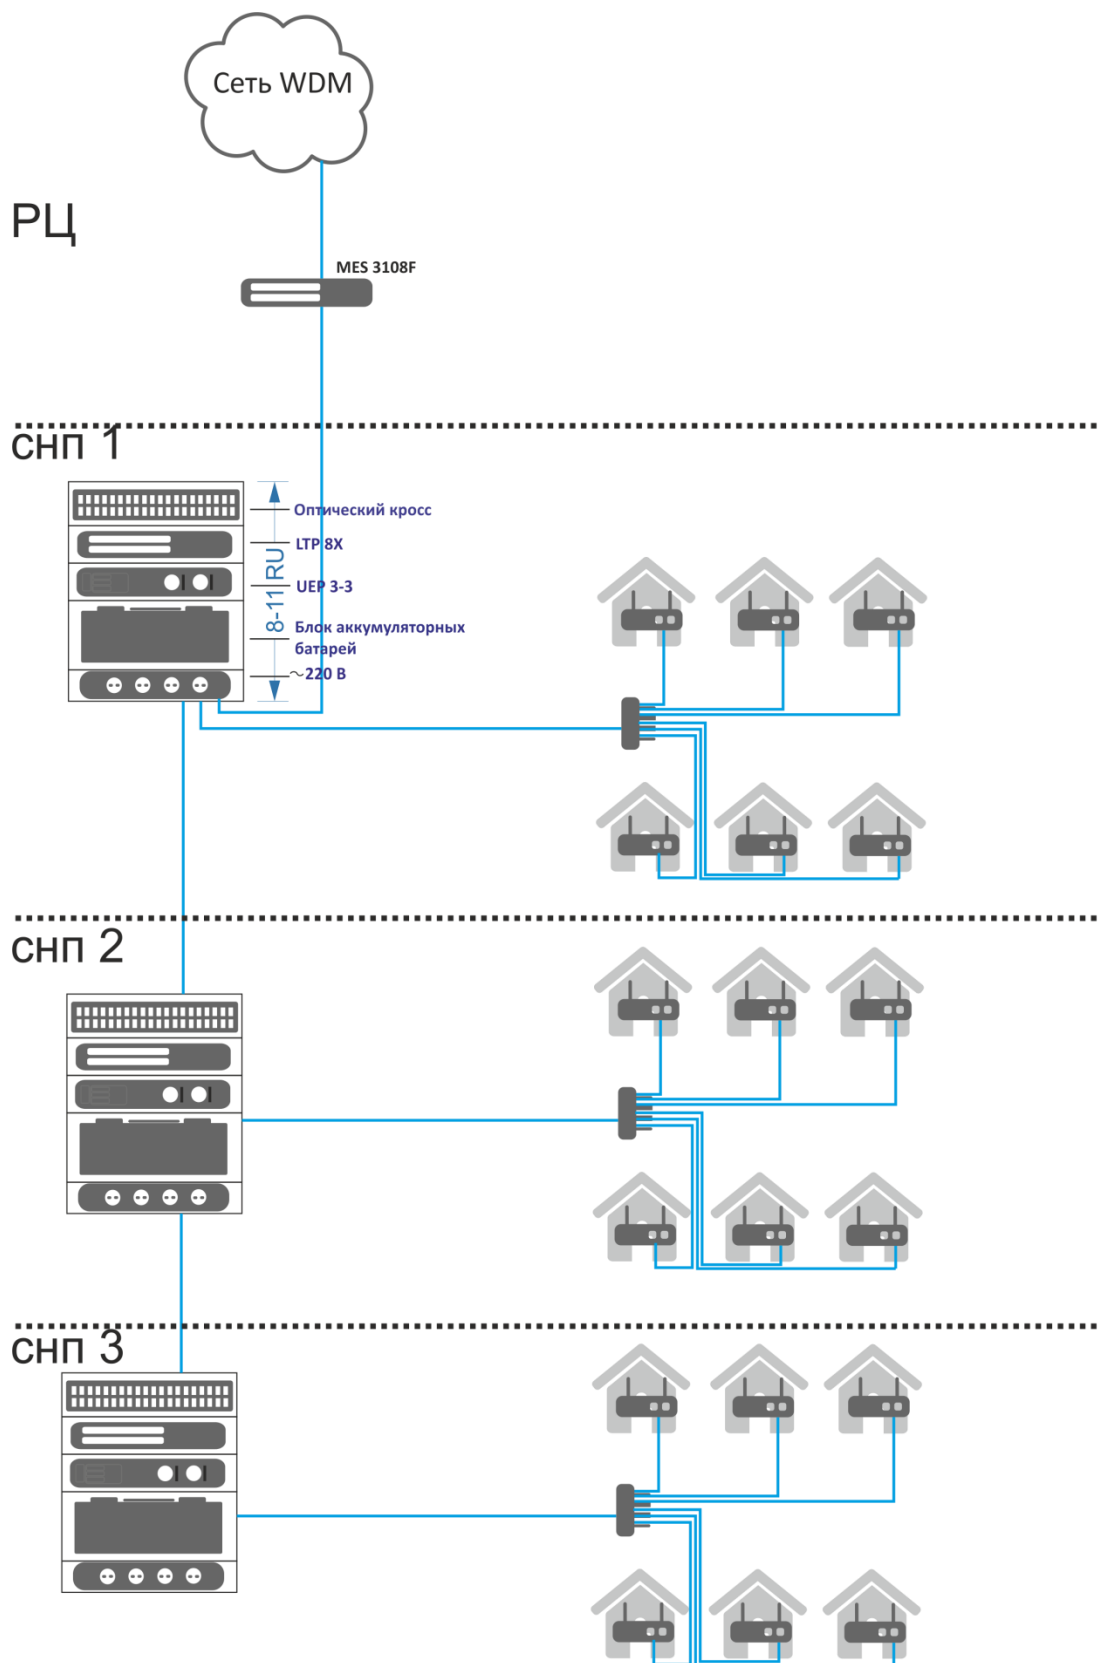 Сеть WDM
РЦ
MES 3108F
снп 1
Оптический кросс
LTP 8X
8-11 RU
UEP 3-3
Блок аккумуляторных
батарей
~220 В
снп 2
снп 3